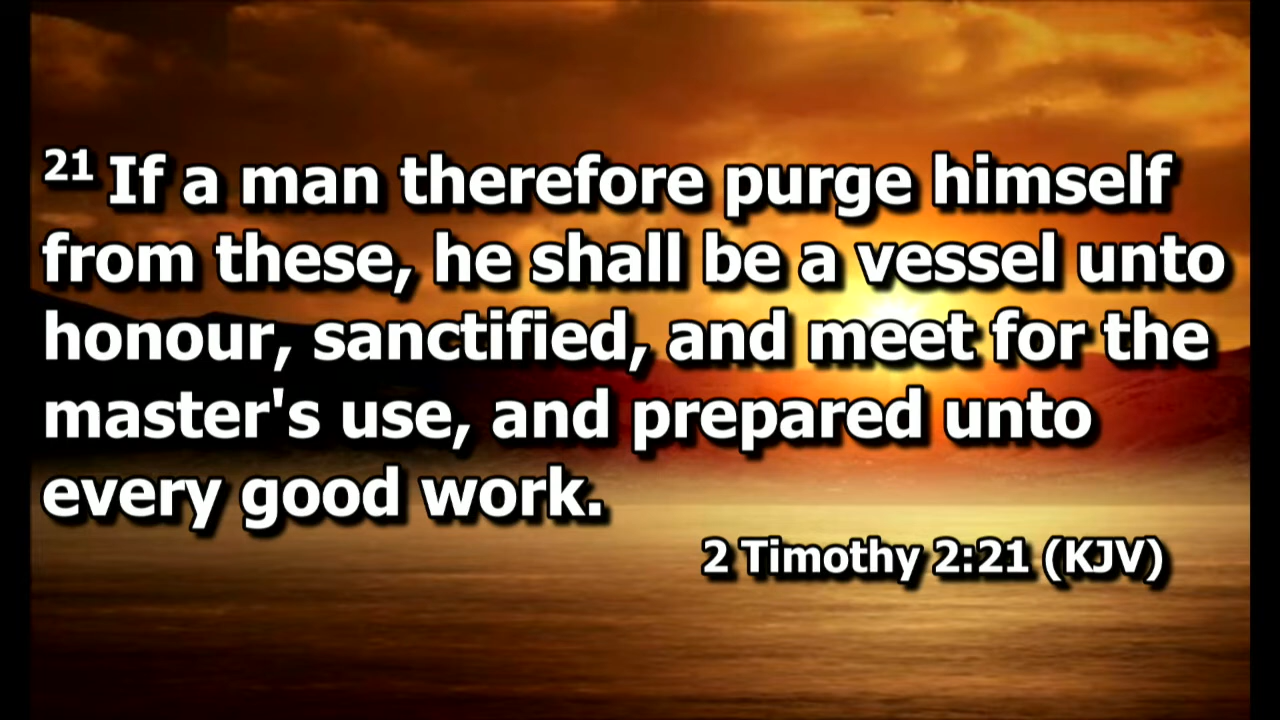 21 If a man therefore purge himself
from these, he shall be a vessel unto
honour, sanctified, and meet for the
master's use, and prepared unto
every good work.
2 Timothy 2:21 (KJV)